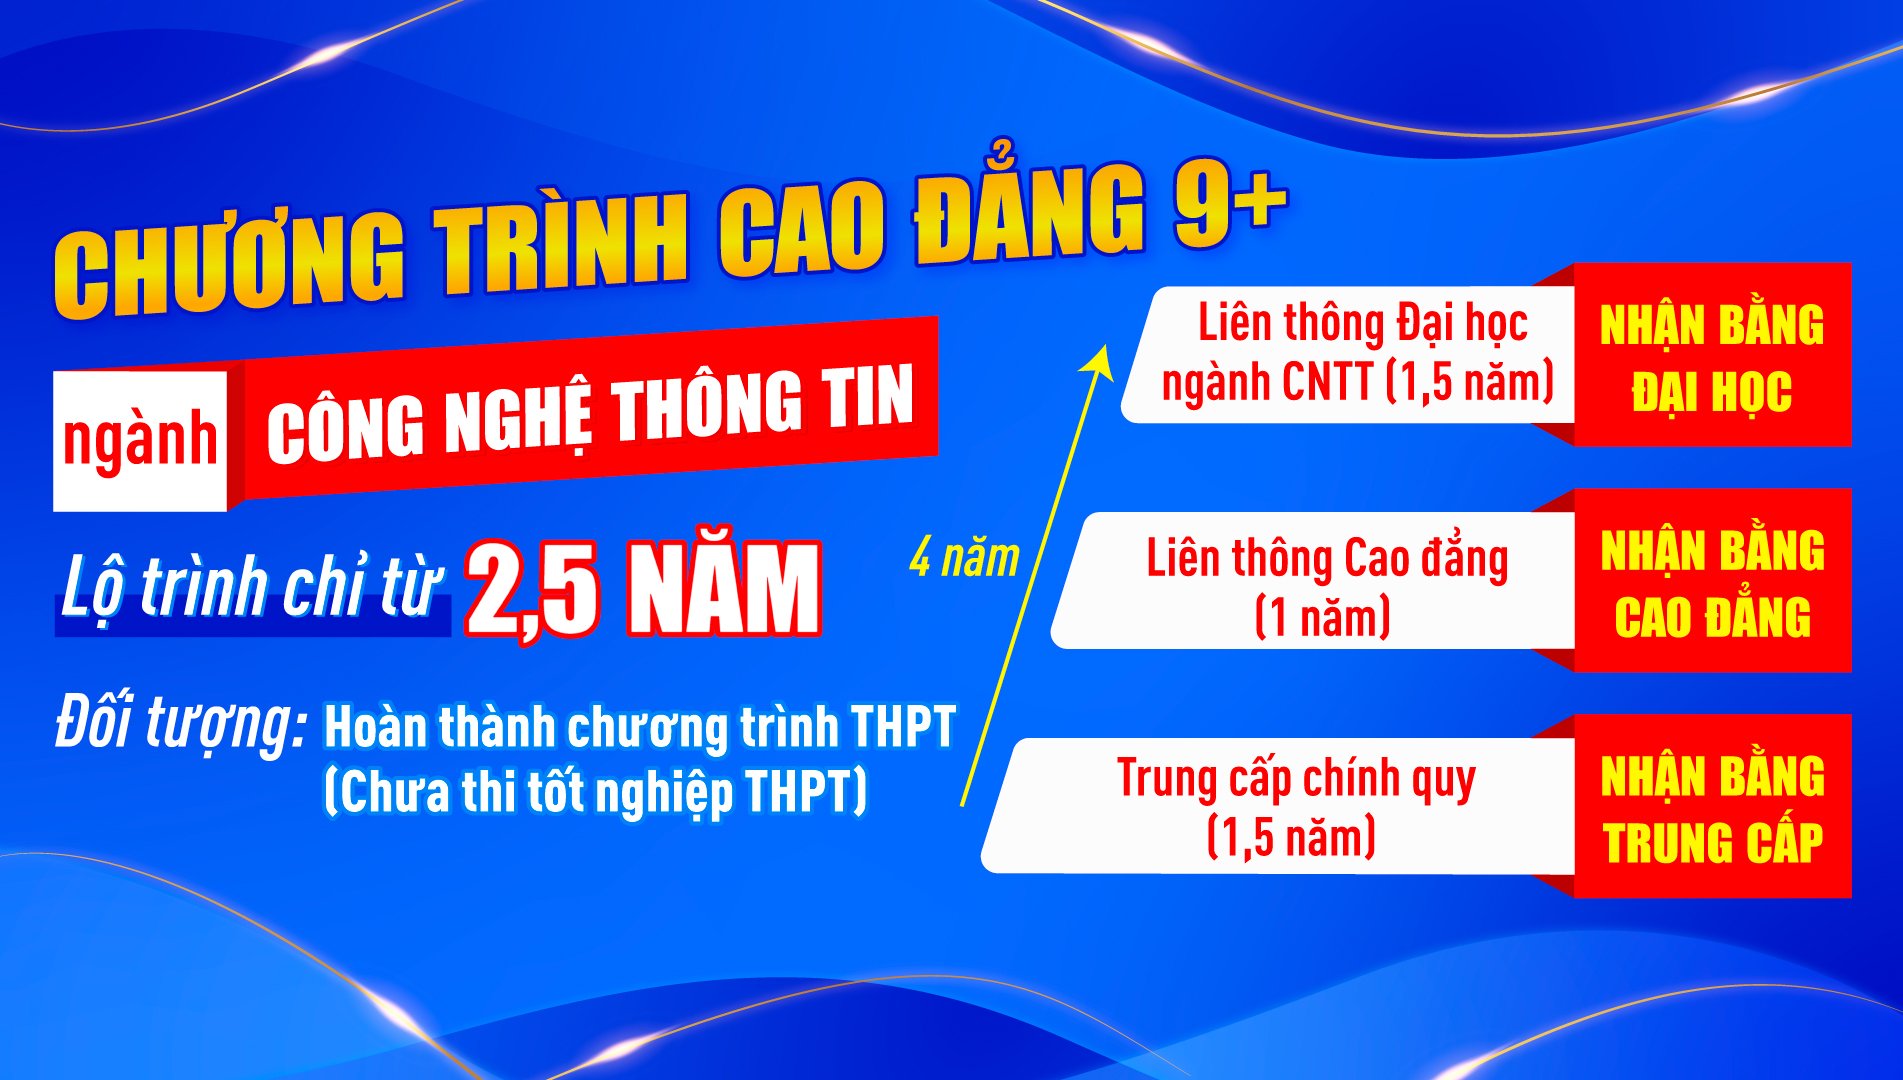 CHƯƠNG TRÌNH CAO ĐẲNG 9+
ngành CÔNG NGHỆ THÔNG TIN
Lộ trình chỉ từ 2,5 NĂM
Đối tượng: Hoàn thành chương trình THPT
(Chưa thi tốt nghiệp THPT)
4 năm
Liên thông Đại học
ngành CNTT (1,5 năm)
NHẬN BẰNG
ĐẠI HỌC
Liên thông Cao đẳng
(1 năm)
NHẬN BẰNG
CAO ĐẲNG
Trung cấp chính quy
(1,5 năm)
NHẬN BẰNG
TRUNG CẤP